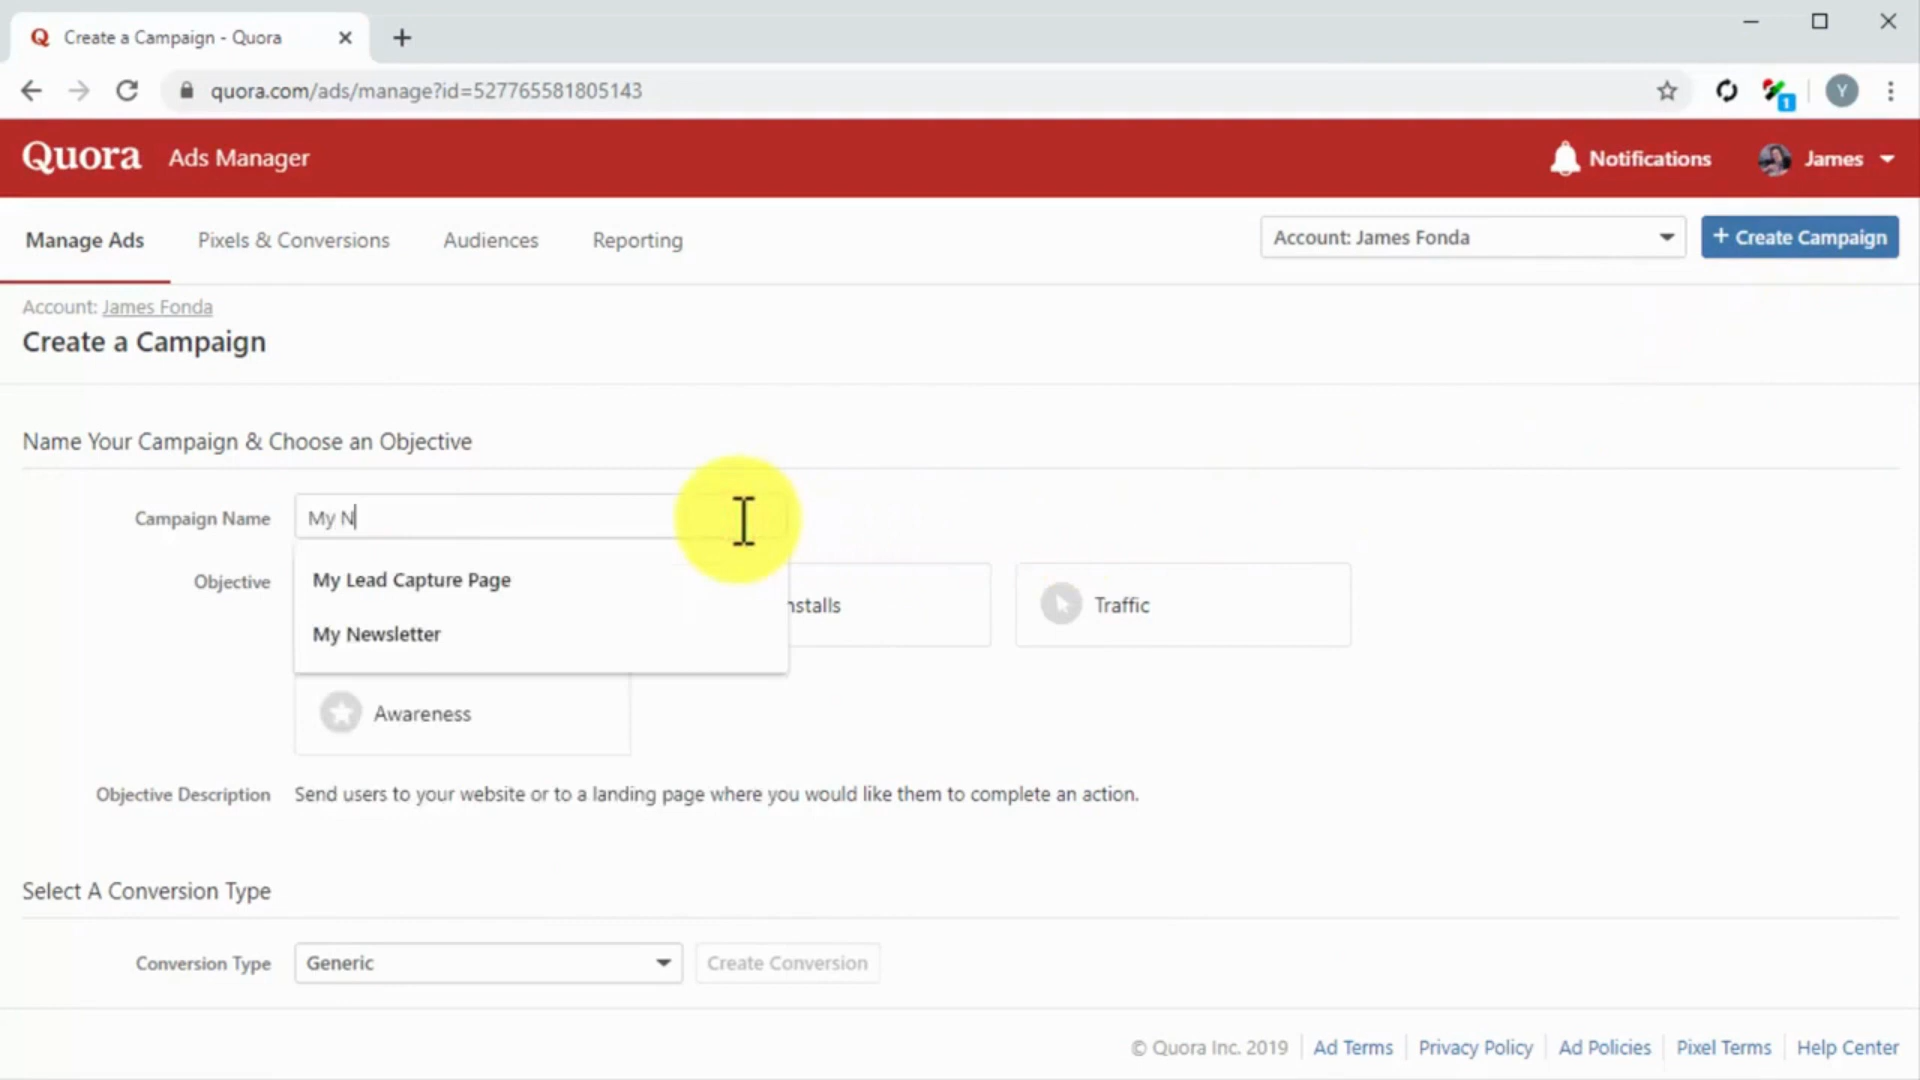 Create a Campaign - Quora
quora.com/ads/manage?id=527765581805143
1
Y
Quora Ads Manager
Notifications
James
Manage Ads
Pixels & Conversions
Audiences
Reporting
Account: James Fonda
+ Create Campaign
Account: James Fonda
Create a Campaign
Name Your Campaign & Choose an Objective
Campaign Name
My N
My Lead Capture Page
My Newsletter
Objective
nstalls
Traffic
Awareness
Objective Description
Send users to your website or to a landing page where you would like them to complete an action.
Select A Conversion Type
Conversion Type
Generic
Create Conversion
© Quora Inc. 2019
Ad Terms
Privacy Policy
Ad Policies
Pixel Terms
Help Center